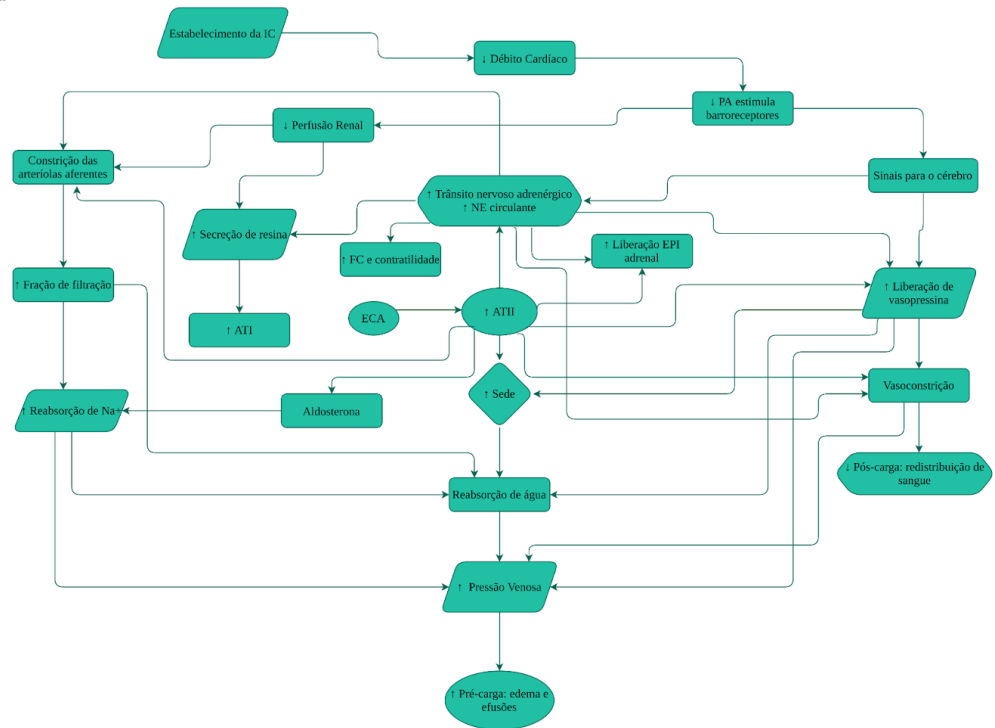 Estabelecimento da IC
↓ Débito Cardíaco
↓ PA estimula
barroreceptores
↓ Perfusão Renal
Constrição das
arteríolas aferentes
Sinais para o cérebro
↑ Trânsito nervoso adrenérgico
↑ NE circulante
↑ Secreção de resina
↑ FC e contratilidade
↑ Liberação EPI
adrenal
↑ Fração de filtração
↑ Liberação de
vasopressina
↑ ATI
ECA
↑ ATII
Vasoconstrição
↑ Sede
↑ Reabsorção de Na+
Aldosterona
↓ Pós-carga: redistribuição de
sangue
Reabsorção de água
↑ Pressão Venosa
↑ Pré-carga: edema e
efusões